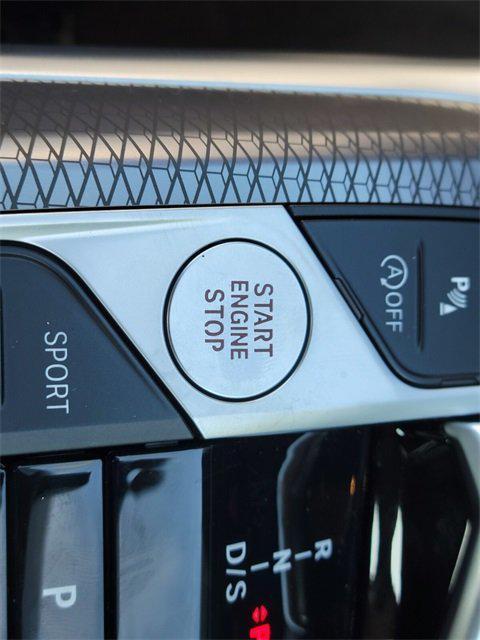 P
A OFF
START
ENGINE
STOP
SPORT
R
N
D/S
P
P